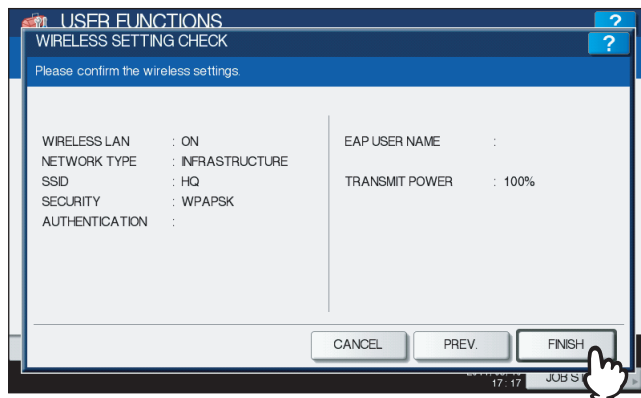 USER FUNCTIONS ?
WIRELESS SETTING CHECK ?
Please confirm the wireless settings.
WIRELESS LAN : ON
NETWORK TYPE : INFRASTRUCTURE
SSID : HQ
SECURITY : WPAPSK
AUTHENTICATION :
EAP USER NAME :
TRANSMIT POWER : 100%
CANCEL PREV. FINISH
17:17 JOB